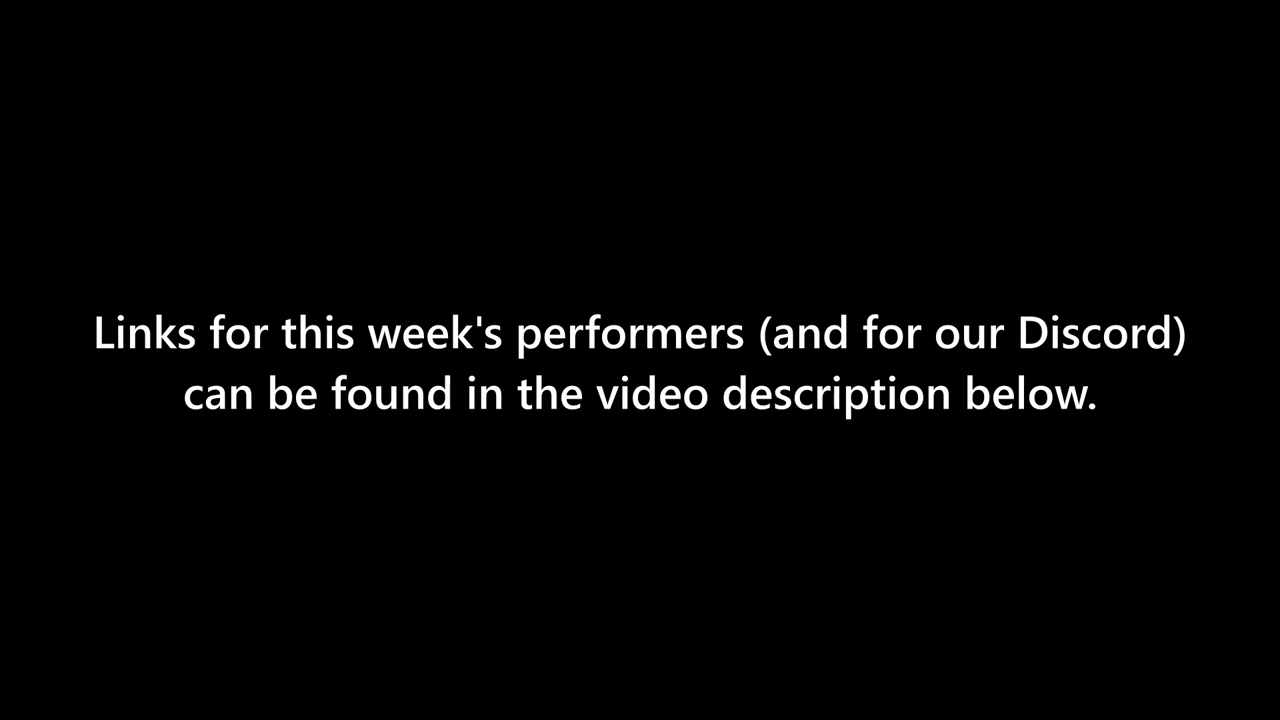 Links for this week's performers (and for our Discord)
can be found in the video description below.